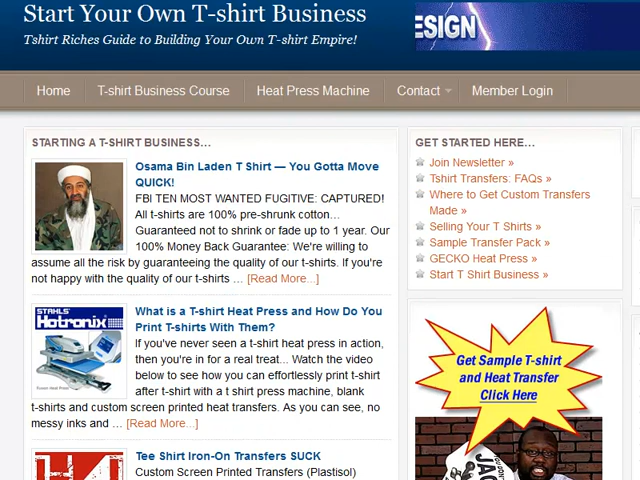 Start Your Own T-shirt Business
Tshirt Riches Guide to Building Your Own T-shirt Empire!
ESIGN
Home T-shirt Business Course Heat Press Machine Contact Member Login
STARTING A T-SHIRT BUSINESS...
Osama Bin Laden T Shirt — You Gotta Move
QUICK!
FBI TEN MOST WANTED FUGITIVE: CAPTURED!
All t-shirts are 100% pre-shrunk cotton...
Guaranteed not to shrink or fade up to 1 year. Our
100% Money Back Guarantee: We're willing to
assume all the risk by guaranteeing the quality of our t-shirts. If you're
not happy with the quality of our t-shirts ... [Read More...]
STAHLS'
Hotronix
What is a T-shirt Heat Press and How Do You
Print T-shirts With Them?
If you've never seen a t-shirt heat press in action,
then you're in for a real treat... Watch the video
below to see how you can effortlessly print t-shirt
after t-shirt with a t shirt press machine, blank
t-shirts and custom screen printed heat transfers. As you can see, no
messy inks and ... [Read More...]
Tee Shirt Iron-On Transfers SUCK
Custom Screen Printed Transfers (Plastisol)
GET STARTED HERE...
Join Newsletter »
Tshirt Transfers: FAQs »
Where to Get Custom Transfers
Made »
Selling Your T Shirts »
Sample Transfer Pack »
GECKO Heat Press »
Start T Shirt Business »
Get Sample T-shirt
and Heat Transfer
Click Here